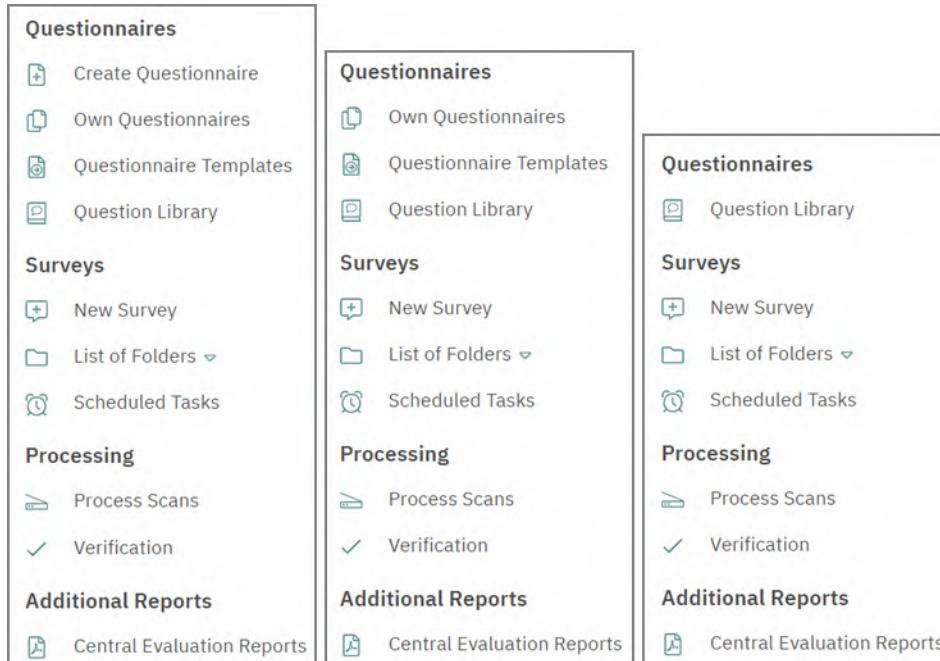 Questionnaires
Create Questionnaire
Own Questionnaires
Questionnaire Templates
Question Library
Surveys
New Survey
List of Folders
Scheduled Tasks
Processing
Process Scans
Verification
Additional Reports
Central Evaluation Reports
Questionnaires
Own Questionnaires
Questionnaire Templates
Question Library
Surveys
New Survey
List of Folders
Scheduled Tasks
Processing
Process Scans
Verification
Additional Reports
Central Evaluation Reports
Questionnaires
Question Library
Surveys
New Survey
List of Folders
Scheduled Tasks
Processing
Process Scans
Verification
Additional Reports
Central Evaluation Reports